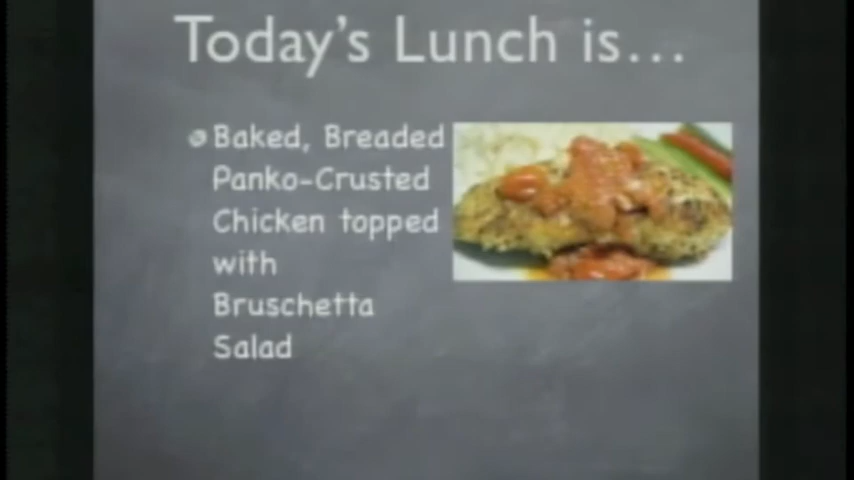 Today's Lunch is...
Baked, Breaded
Panko-Crusted
Chicken topped
with
Bruschetta
Salad